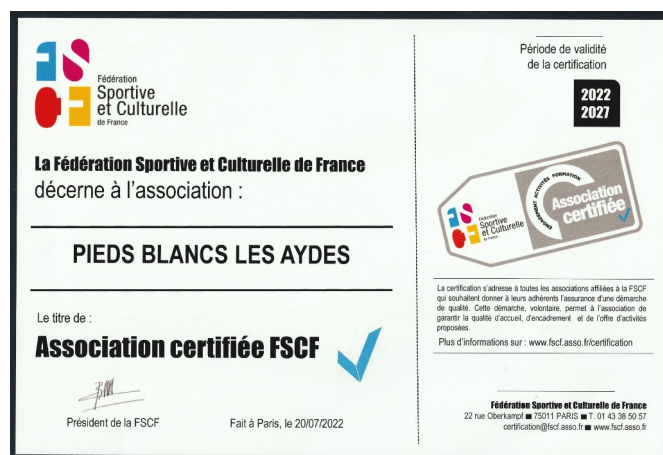 Fédération
Sportive
et Culturelle
de France
La Fédération Sportive et Culturelle de France
décerne à l'association :
PIEDS BLANCS LES AYDES
Le titre de :
Association certifiée FSCF
Président de la FSCF
Fait à Paris, le 20/07/2022
Période de validité
de la certification
2022
2027
Fédération
Sportive
et Culturelle
de France
ENGAGEMENT ACTIVITÉS FORMATION
Association
certifiée
La certification s'adresse à toutes les associations affiliées à la FSCF
qui souhaitent donner à leurs adhérents l'assurance d'une démarche
de qualité. Cette démarche, volontaire, permet à l'association de
garantir la qualité d'accueil, d'encadrement et de l'offre d'activités
proposées.
Plus d'informations sur : www.fscf.asso.fr/certification
Fédération Sportive et Culturelle de France
22 rue Oberkampf ■ 75011 PARIS ■ T. 01 43 38 50 57
certification@fscf.asso.fr ■ www.fscf.asso.fr